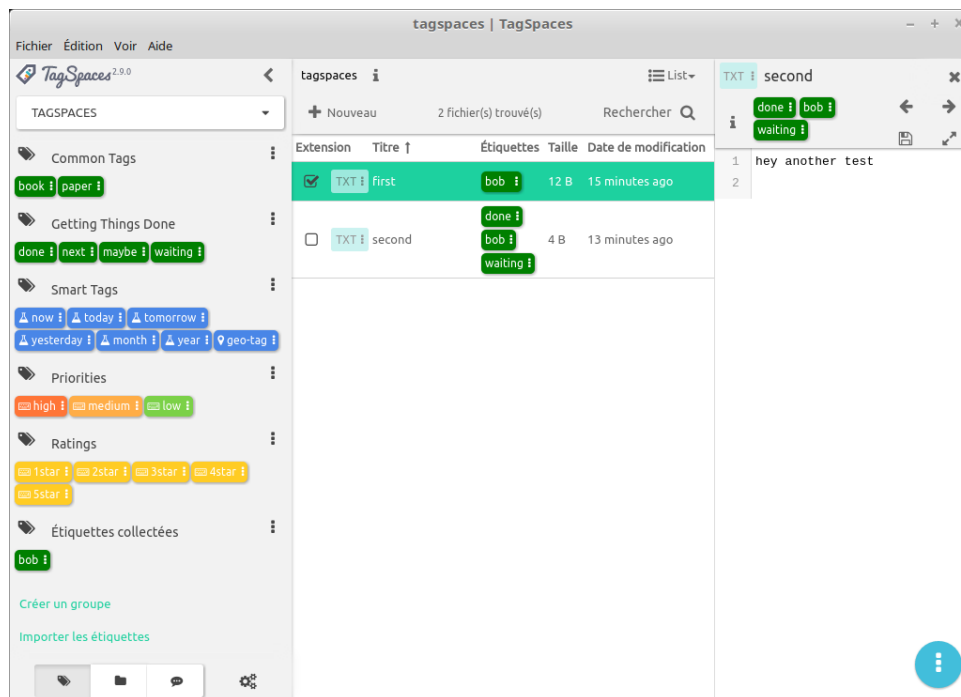 tagspaces | TagSpaces
Fichier Édition Voir Aide
TagSpaces 2.9.0
TAGSPACES
Common Tags
book paper
Getting Things Done
done next maybe waiting
Smart Tags
now today tomorrow
yesterday month year geo-tag
Priorities
high medium low
Ratings
1star 2star 3star 4star
5star
Étiquettes collectées
bob
Créer un groupe
Importer les étiquettes
tagspaces List
Nouveau 2 fichier(s) trouvé(s) Rechercher
Extension Titre Étiquettes Taille Date de modification
TXT first bob 12 B 15 minutes ago
TXT second done bob waiting 4 B 13 minutes ago
TXT second
done bob
waiting
1 hey another test
2